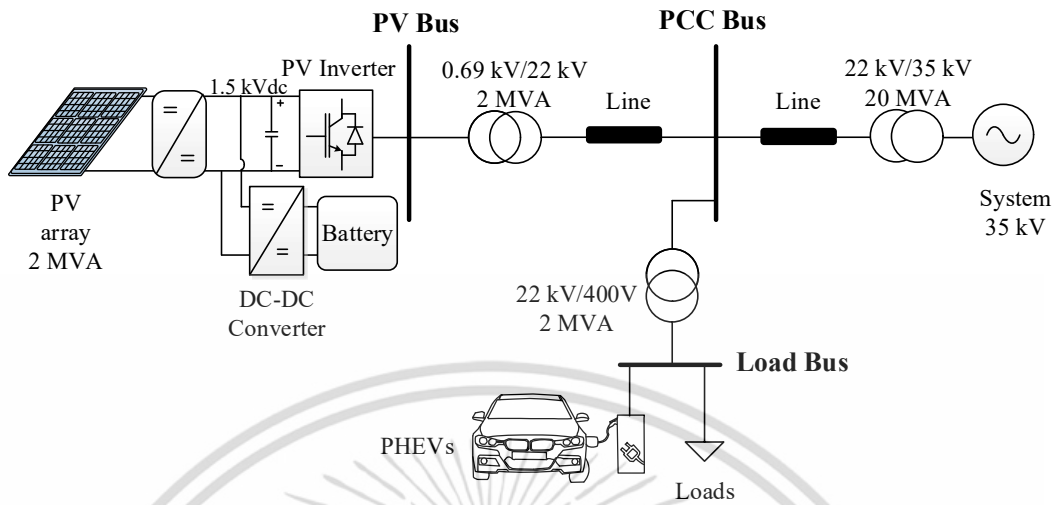 PV Bus
PCC Bus
PV Inverter
1.5 kVdc
+
−
=
=
PV
array
2 MVA
=
=
Battery
DC-DC
Converter
0.69 kV/22 kV
2 MVA
Line
Line
22 kV/35 kV
20 MVA
System
35 kV
22 kV/400V
2 MVA
Load Bus
PHEVs
Loads